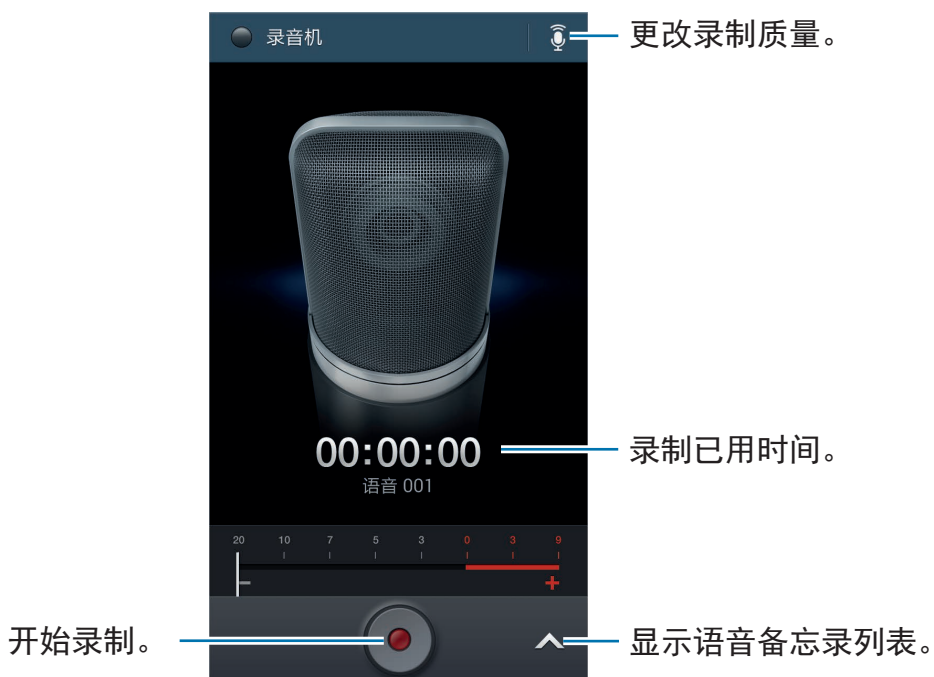 录音机
更改录制质量。
00:00:00
录制已用时间。
语音 001
20 10 7 5 3 0 3 9
− +
开始录制。
显示语音备忘录列表。